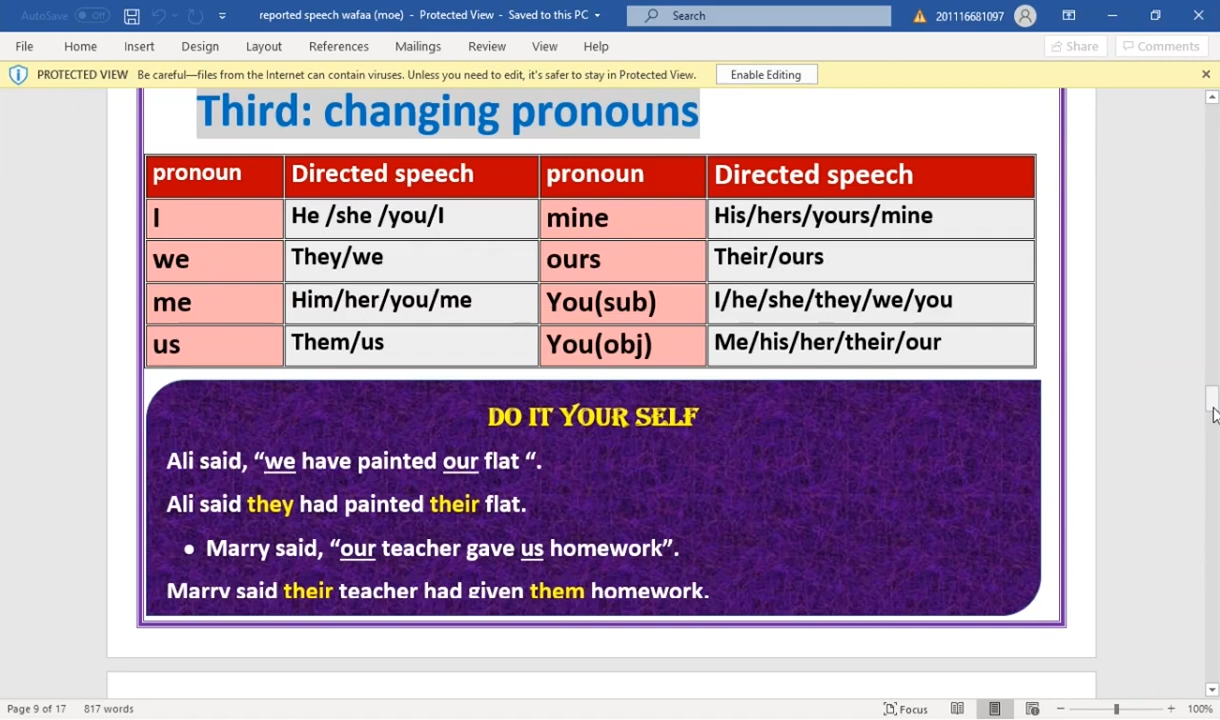 AutoSave Off reported speech wafaa (moe) - Protected View - Saved to this PC Search 201116681097
File Home Insert Design Layout References Mailings Review View Help Share Comments
PROTECTED VIEW Be careful—files from the Internet can contain viruses. Unless you need to edit, it's safer to stay in Protected View. Enable Editing
Third: changing pronouns
pronoun Directed speech pronoun Directed speech
I He /she /you/I mine His/hers/yours/mine
we They/we ours Their/ours
me Him/her/you/me You(sub) I/he/she/they/we/you
us Them/us You(obj) Me/his/her/their/our
DO IT YOUR SELF
Ali said, “we have painted our flat “.
Ali said they had painted their flat.
• Marry said, “our teacher gave us homework”.
Marry said their teacher had given them homework.
Page 9 of 17 817 words Focus 100%